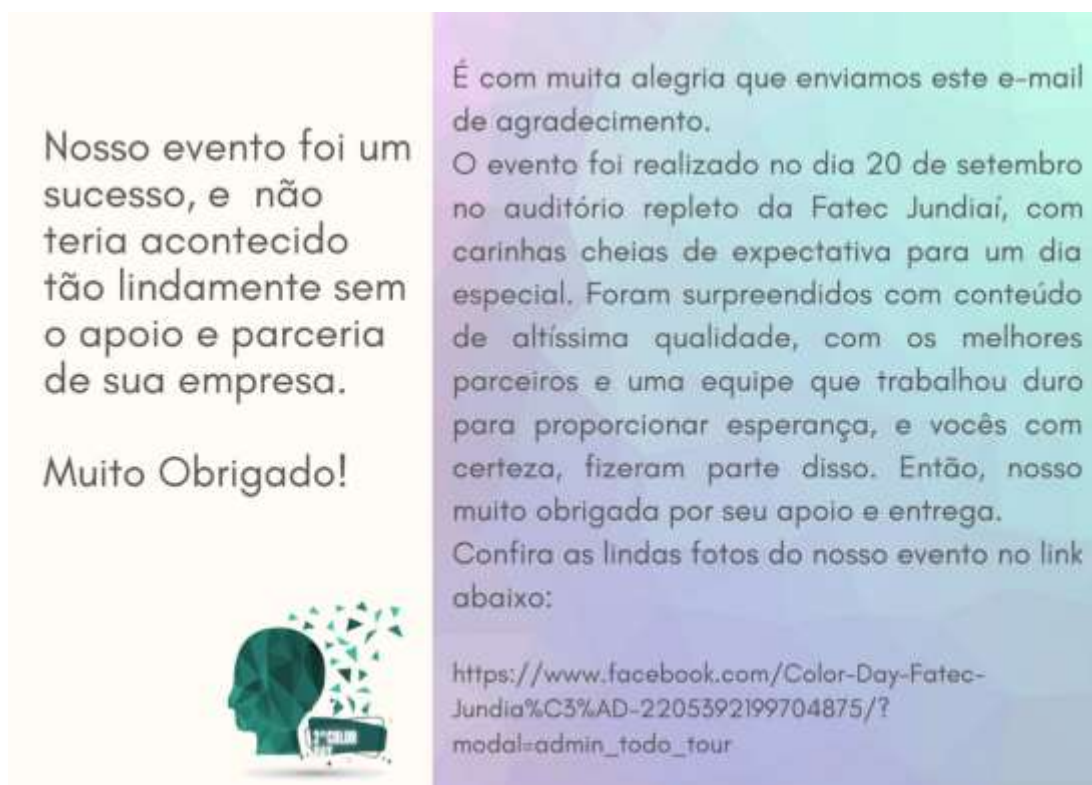 Nosso evento foi um
sucesso, e não
teria acontecido
tão lindamente sem
o apoio e parceria
de sua empresa.
Muito Obrigado!
É com muita alegria que enviamos este e-mail
de agradecimento.
O evento foi realizado no dia 20 de setembro
no auditório repleto da Fatec Jundiaí, com
carinhas cheias de expectativa para um dia
especial. Foram surpreendidos com conteúdo
de altíssima qualidade, com os melhores
parceiros e uma equipe que trabalhou duro
para proporcionar esperança, e vocês com
certeza, fizeram parte disso. Então, nosso
muito obrigada por seu apoio e entrega.
Confira as lindas fotos do nosso evento no link
abaixo:
https://www.facebook.com/Color-Day-Fatec-
Jundia%C3%AD-2205392199704875/?
modal=admin_todo_tour
COLOR
DAY